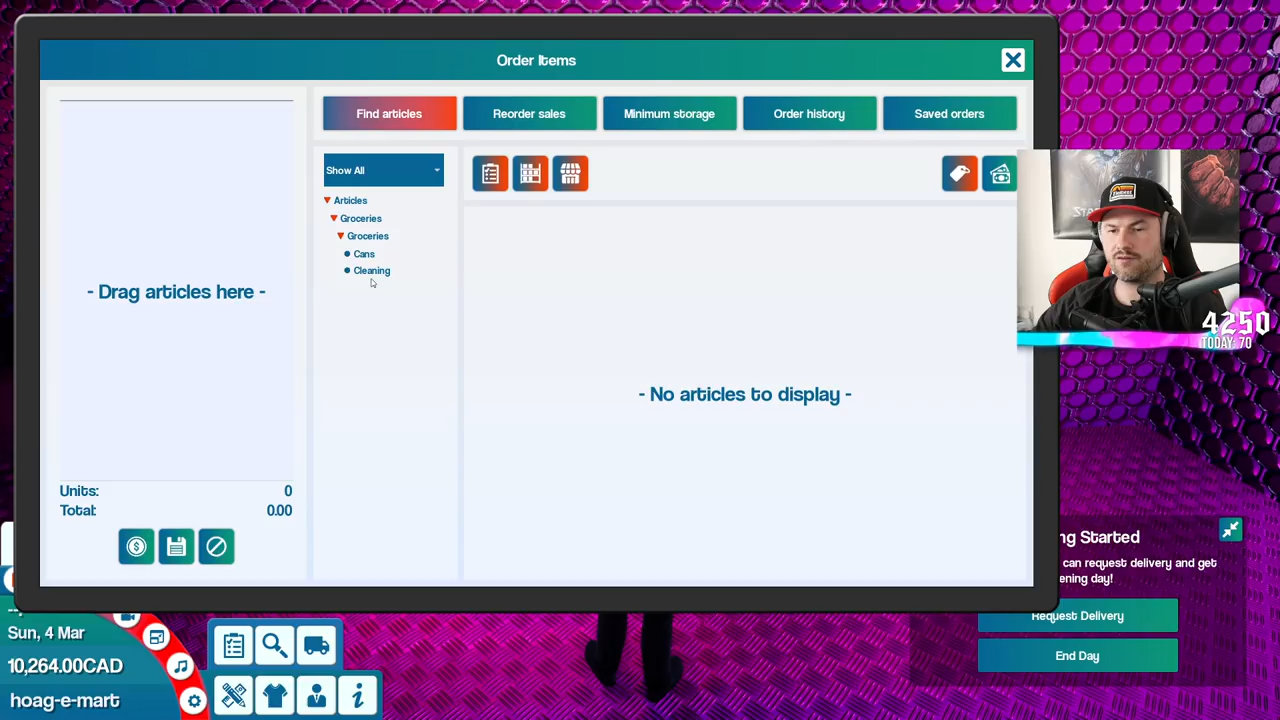 Order Items
Find articles
Reorder sales
Minimum storage
Order history
Saved orders
Show All
Articles
Groceries
Groceries
Cans
Cleaning
- Drag articles here -
- No articles to display -
Units: 0
Total: 0.00
4250
TODAY: 70
ng Started
can request delivery and get
ening day!
Request Delivery
End Day
Sun, 4 Mar
10,264.00CAD
hoag-e-mart